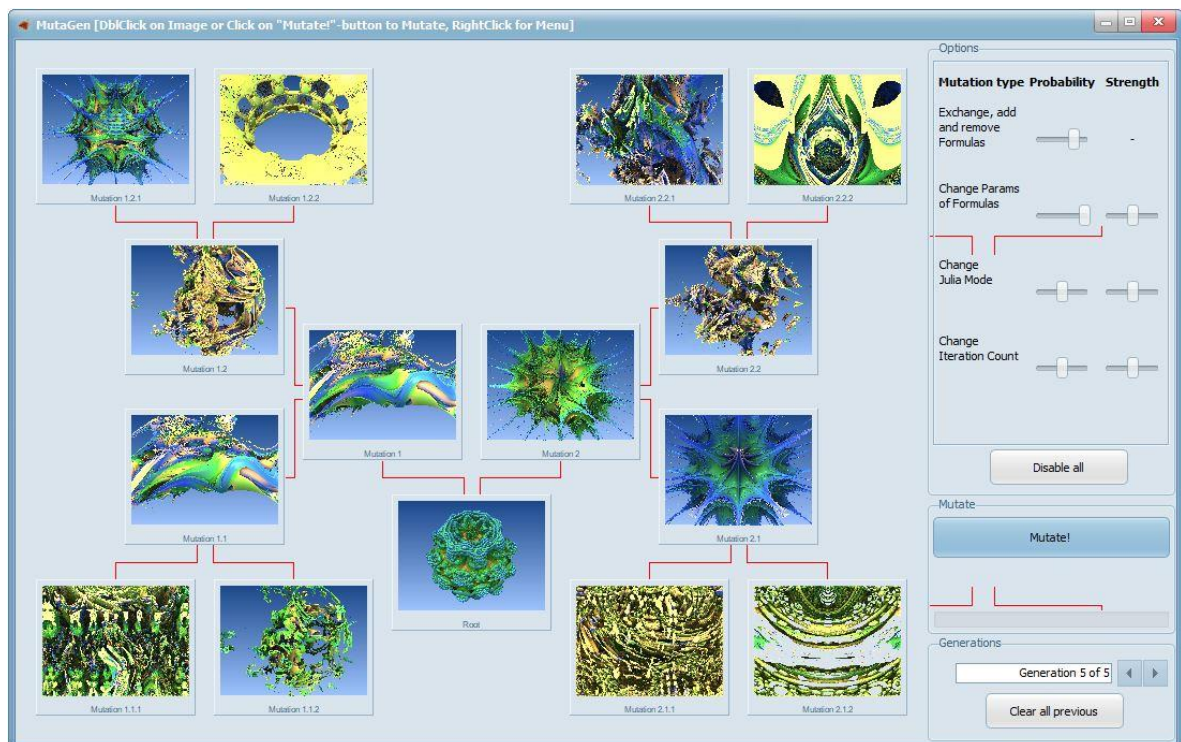 MutaGen [DblClick on Image or Click on "Mutate!"-button to Mutate, RightClick for Menu]
Mutation 1.2.1
Mutation 1.2.2
Mutation 2.2.1
Mutation 2.2.2
Mutation 1.2
Mutation 2.2
Mutation 1
Mutation 2
Mutation 1.1
Mutation 2.1
Root
Mutation 1.1.1
Mutation 1.1.2
Mutation 2.1.1
Mutation 2.1.2
Options
Mutation type Probability Strength
Exchange, add
and remove
Formulas
-
Change Params
of Formulas
Change
Julia Mode
Change
Iteration Count
Disable all
Mutate
Mutate!
Generations
Generation 5 of 5
Clear all previous